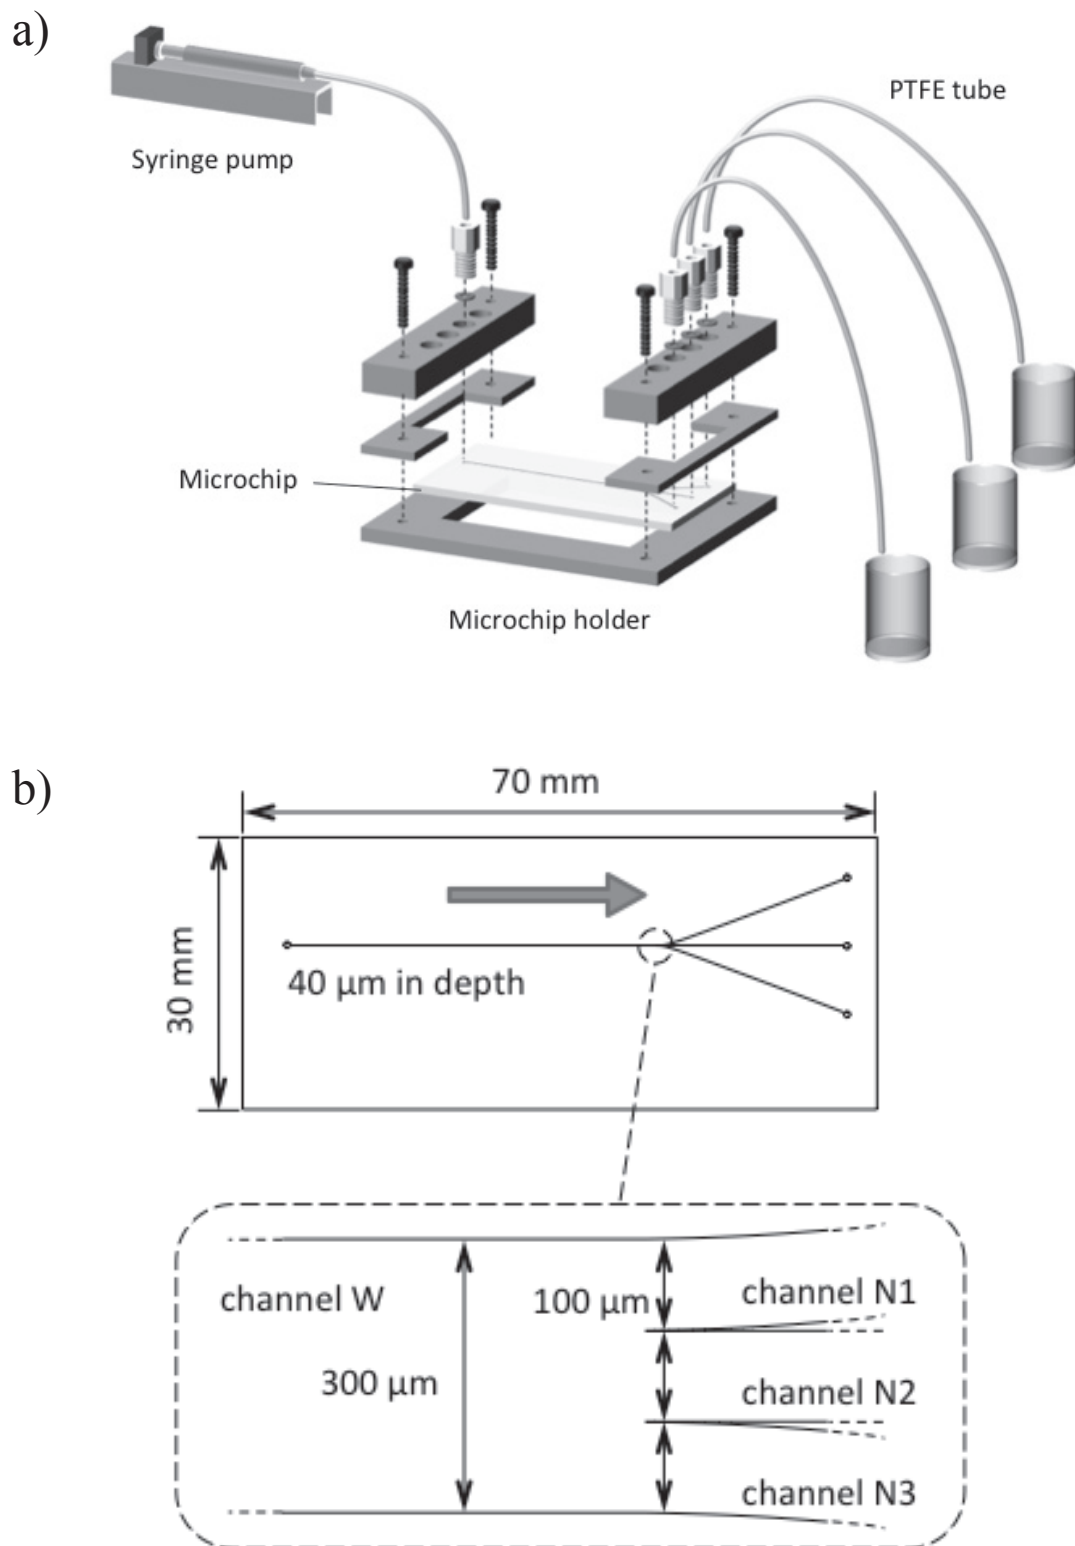 a)
PTFE tube
Syringe pump
Microchip
Microchip holder
b)
70 mm
30 mm
40 µm in depth
channel W
100 µm
channel N1
300 µm
channel N2
channel N3